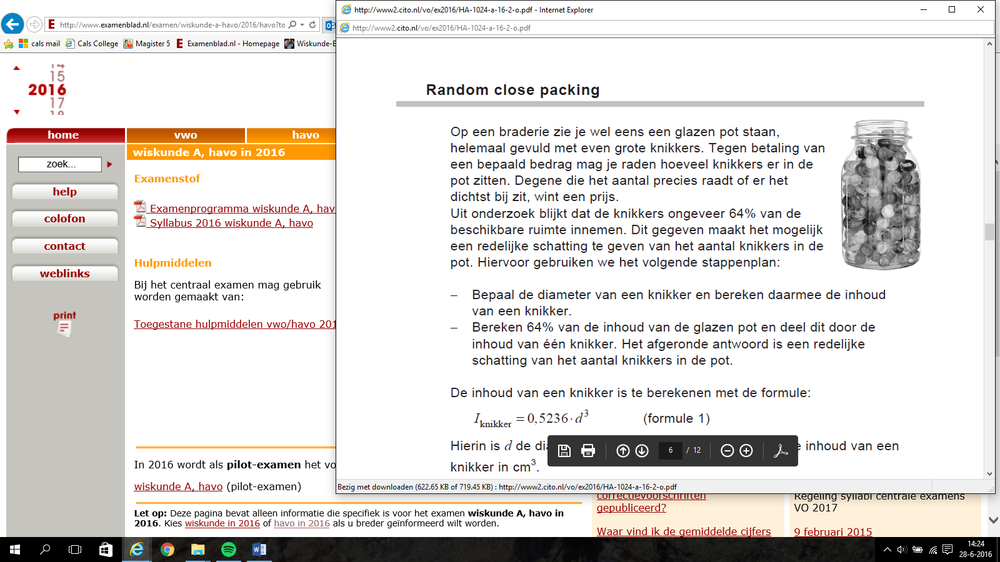 http://www2.cito.nl/vo/ex2016/HA-1024-a-16-2-o.pdf - Internet Explorer
http://www.examenblad.nl/examen/wiskunde-a-havo/2016/havo?to
http://www2.cito.nl/vo/ex2016/HA-1024-a-16-2-o.pdf
cals mail
Cals College
Magister 5
Examenblad.nl - Homepage
Wiskunde-E
15
2016
17
home
vwo
havo
wiskunde A, havo in 2016
zoek...
help
colofon
contact
weblinks
print
Examenstof
Examenprogramma wiskunde A, hav
Syllabus 2016 wiskunde A, havo
Hulpmiddelen
Bij het centraal examen mag gebruik
worden gemaakt van:
Toegestane hulpmiddelen vwo/havo 201
In 2016 wordt als pilot-examen het vo
wiskunde A, havo (pilot-examen)
Let op: Deze pagina bevat alleen informatie die specifiek is voor het examen wiskunde A, havo in
2016. Kies wiskunde in 2016 of havo in 2016 als u breder geïnformeerd wilt worden.
Random close packing
Op een braderie zie je wel eens een glazen pot staan,
helemaal gevuld met even grote knikkers. Tegen betaling van
een bepaald bedrag mag je raden hoeveel knikkers er in de
pot zitten. Degene die het aantal precies raadt of er het
dichtst bij zit, wint een prijs.
Uit onderzoek blijkt dat de knikkers ongeveer 64% van de
beschikbare ruimte innemen. Dit gegeven maakt het mogelijk
een redelijke schatting te geven van het aantal knikkers in de
pot. Hiervoor gebruiken we het volgende stappenplan:
– Bepaal de diameter van een knikker en bereken daarmee de inhoud
van een knikker.
– Bereken 64% van de inhoud van de glazen pot en deel dit door de
inhoud van één knikker. Het afgeronde antwoord is een redelijke
schatting van het aantal knikkers in de pot.
De inhoud van een knikker is te berekenen met de formule:
I knikker = 0,5236 · d³ (formule 1)
Hierin is d de dia
e inhoud van een
knikker in cm³.
6 / 12
Bezig met downloaden (622.65 KB of 719.45 KB) : http://www2.cito.nl/vo/ex2016/HA-1024-a-16-2-o.pdf
correctievoorschriften
gepubliceerd?
Waar vind ik de gemiddelde cijfers
Regeling syllabi centrale examens
VO 2017
9 februari 2015
14:24
28-6-2016